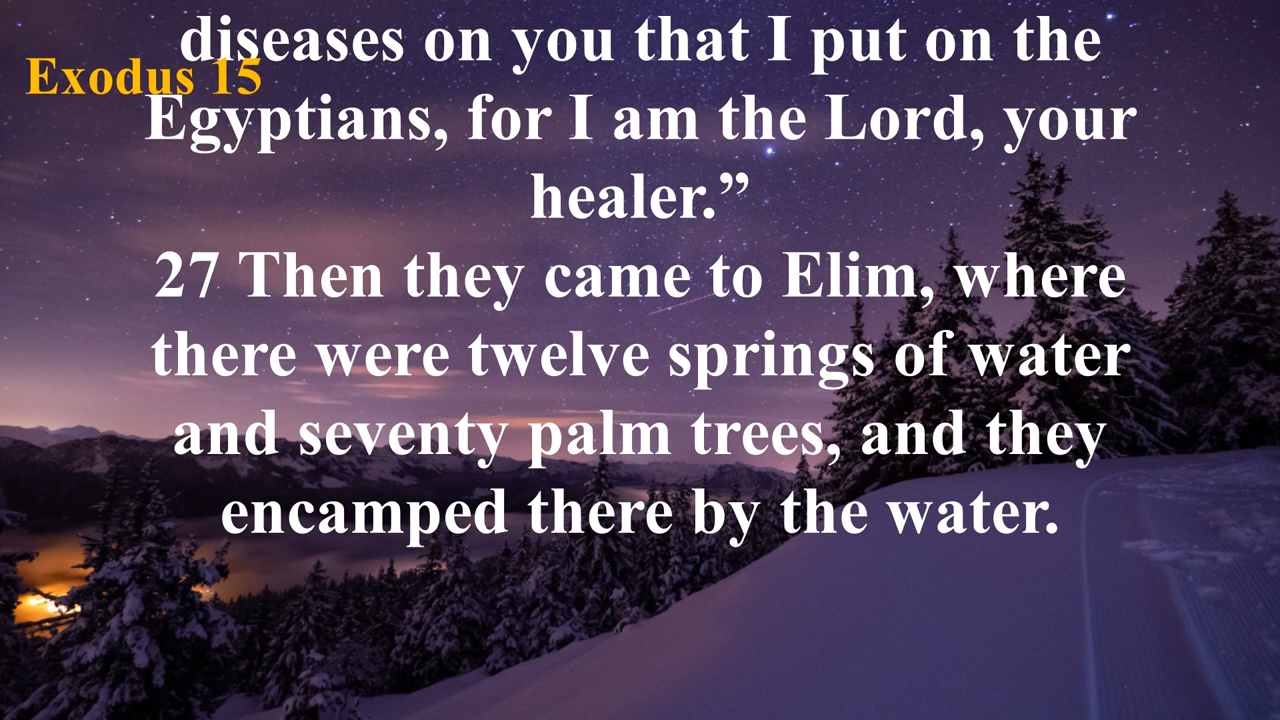 diseases on you that I put on the
Exodus 15
Egyptians, for I am the Lord, your
healer.”
27 Then they came to Elim, where
there were twelve springs of water
and seventy palm trees, and they
encamped there by the water.